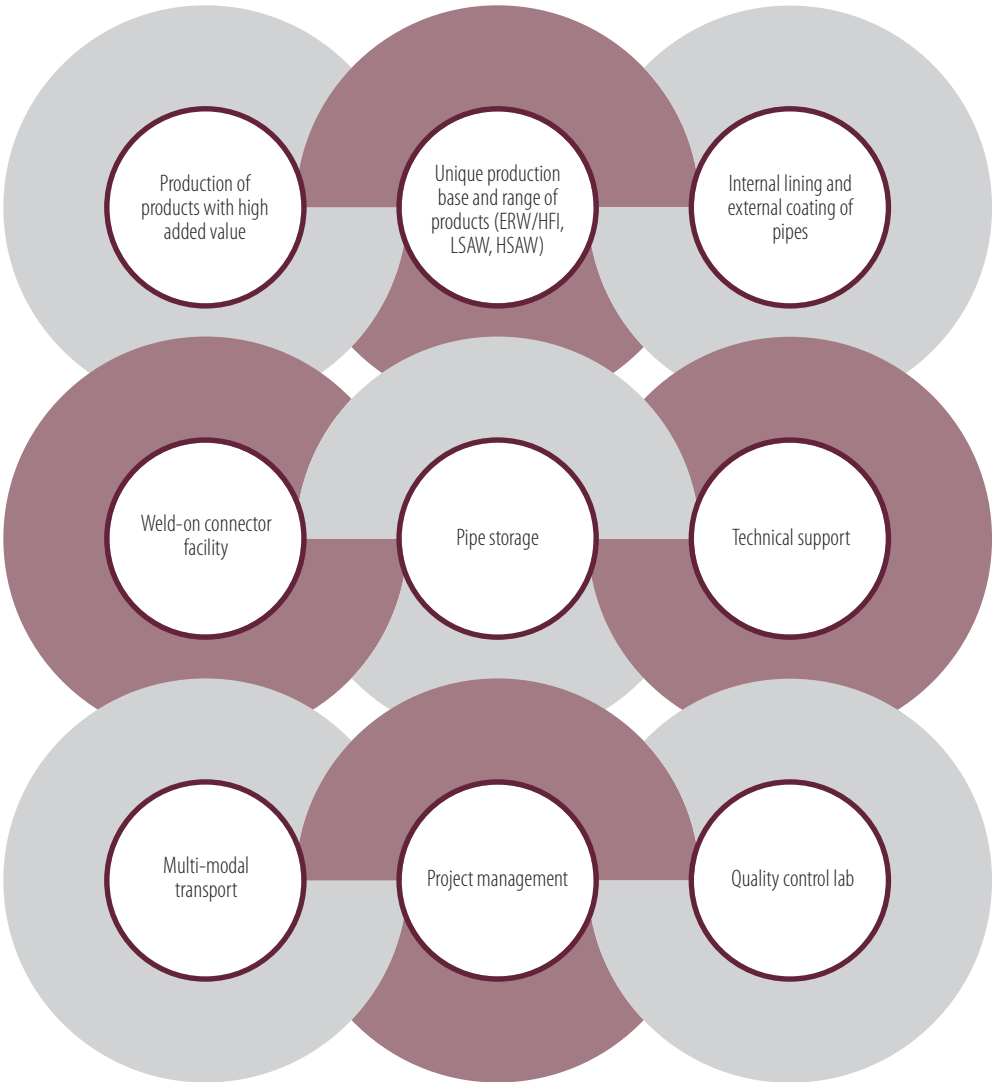 Production of
products with high
added value
Unique production
base and range of
products (ERW/HFI,
LSAW, HSAW)
Internal lining and
external coating of
pipes
Weld-on connector
facility
Pipe storage
Technical support
Multi-modal
transport
Project management
Quality control lab